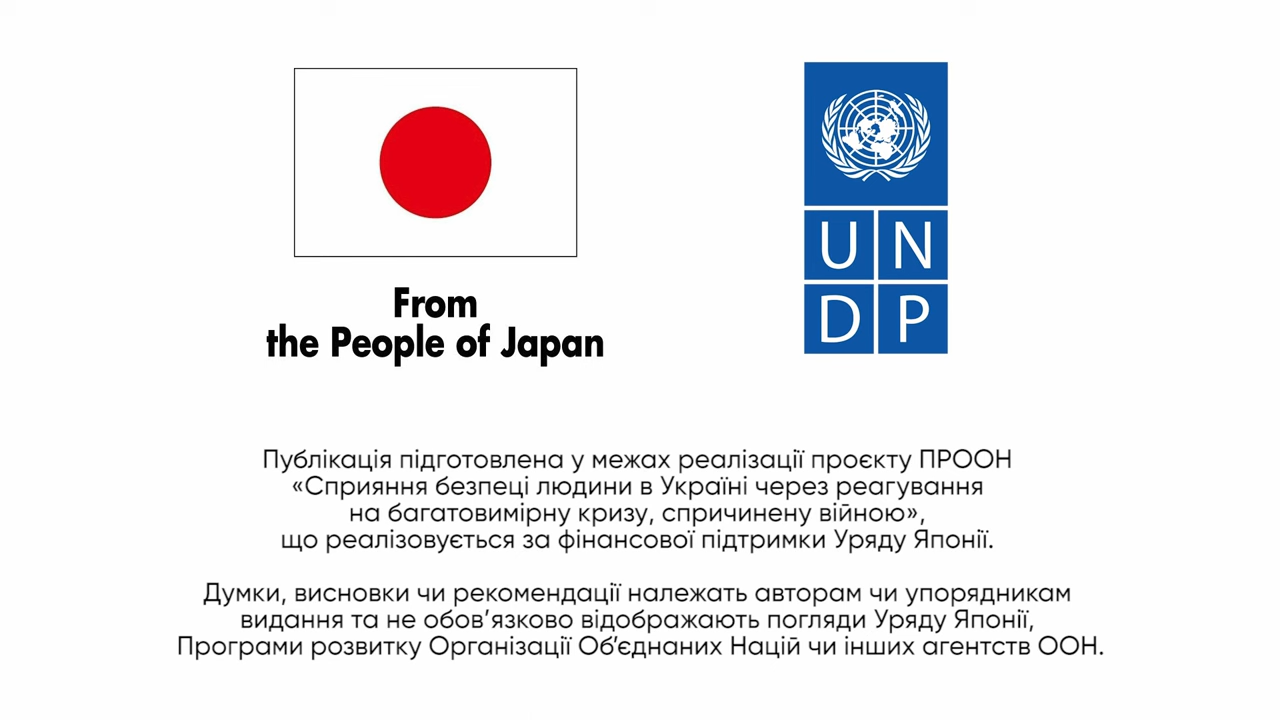 From
the People of Japan
U N
D P
Публікація підготовлена у межах реалізації проєкту ПРООН
«Сприяння безпеці людини в Україні через реагування
на багатовимірну кризу, спричинену війною»,
що реалізовується за фінансової підтримки Уряду Японії.
Думки, висновки чи рекомендації належать авторам чи упорядникам
видання та не обов’язково відображають погляди Уряду Японії,
Програми розвитку Організації Об’єднаних Націй чи інших агентств ООН.